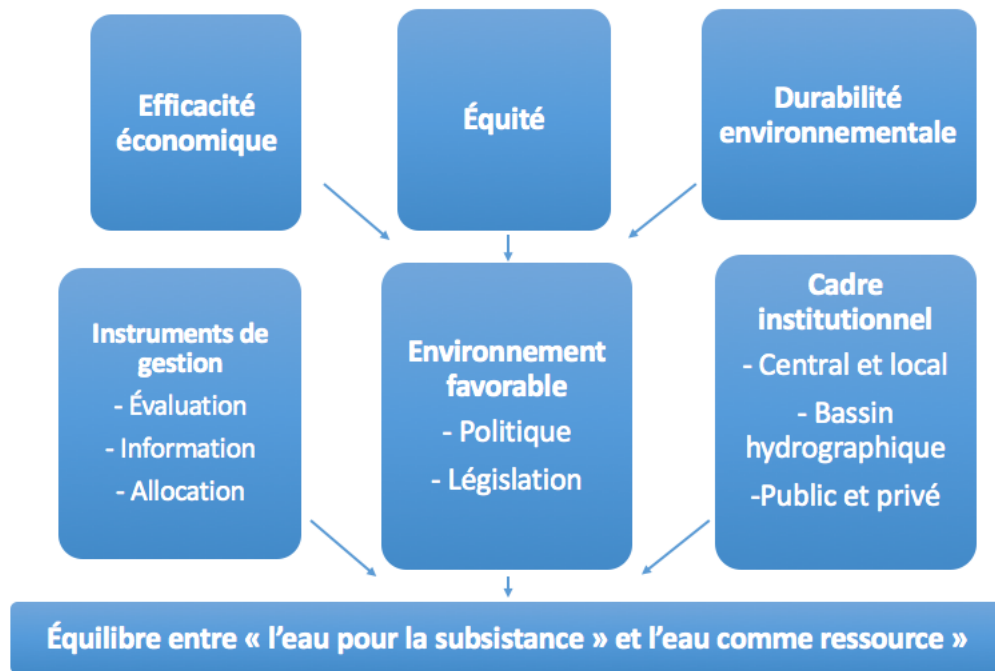 Efficacité
économique
Équité
Durabilité
environnementale
Instruments de
gestion
- Évaluation
- Information
- Allocation
Environnement
favorable
- Politique
- Législation
Cadre
institutionnel
- Central et local
- Bassin
hydrographique
-Public et privé
Équilibre entre « l’eau pour la subsistance » et l’eau comme ressource »